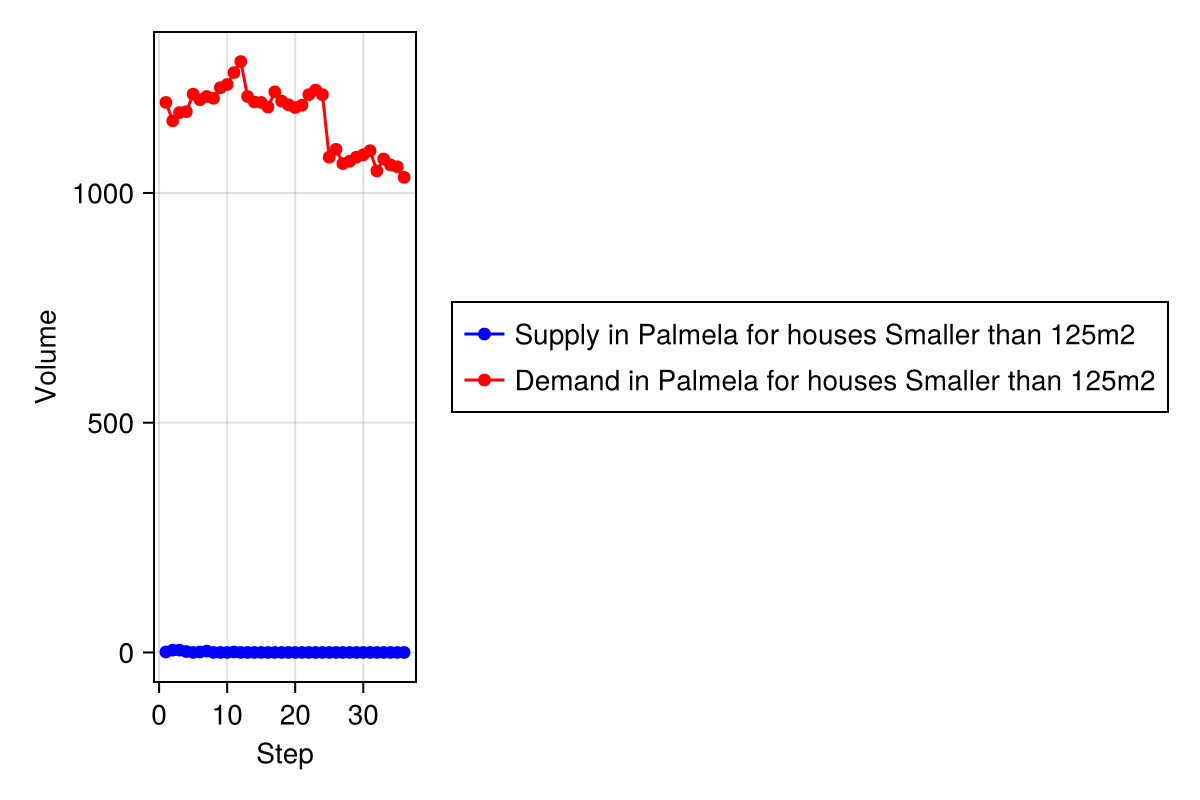 Volume
1000
500
0
0 10 20 30
Step
Supply in Palmela for houses Smaller than 125m2
Demand in Palmela for houses Smaller than 125m2